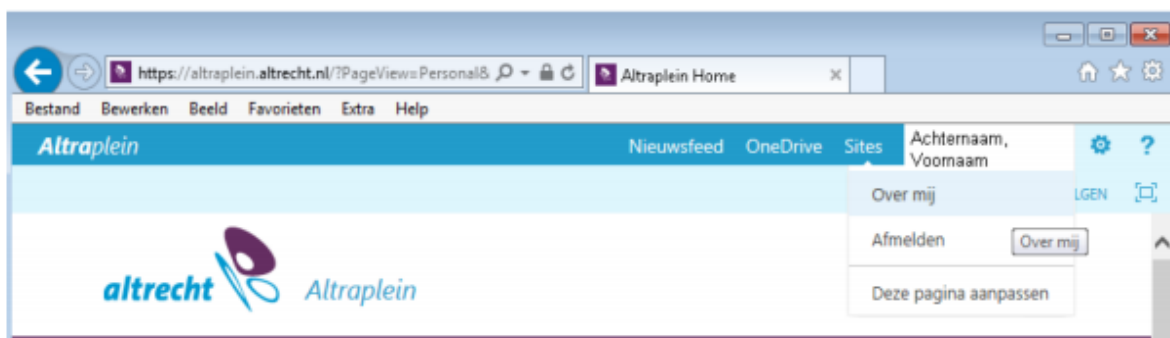 https://altraplein.altrecht.nl/?PageView=Personal&
Altraplein Home
Bestand Bewerken Beeld Favorieten Extra Help
Altraplein
Nieuwsfeed OneDrive Sites
Achternaam,
Voornaam
?
Over mij
LGEN
Afmelden
Over mij
Deze pagina aanpassen
altrecht Altraplein